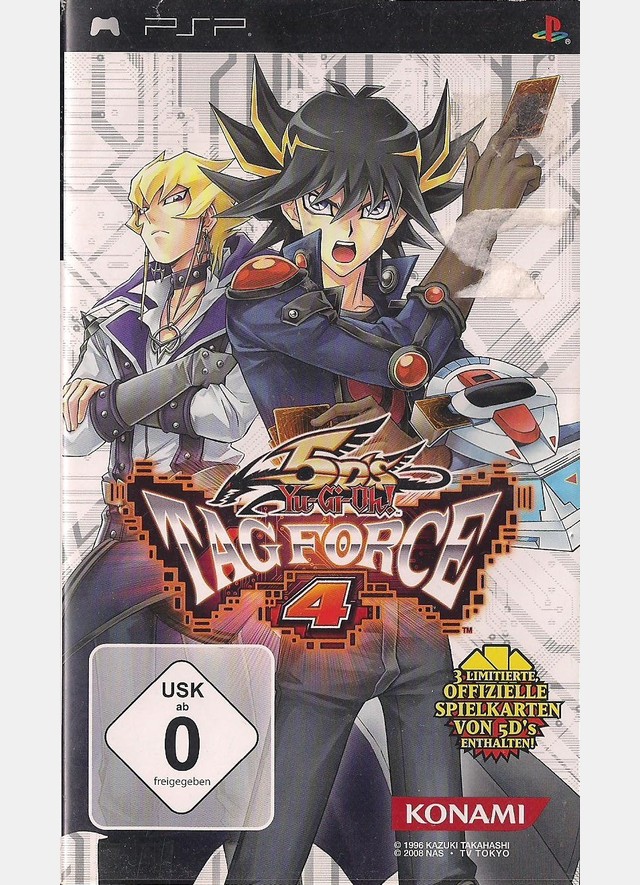 PSP
5D's
Yu-Gi-Oh!
TAG FORCE
4
TM
USK
ab
0
freigegeben
3 LIMITIERTE,
OFFIZIELLE
SPIELKARTEN
VON 5D's
ENTHALTEN!
KONAMI
© 1996 KAZUKI TAKAHASHI
© 2008 NAS • TV TOKYO